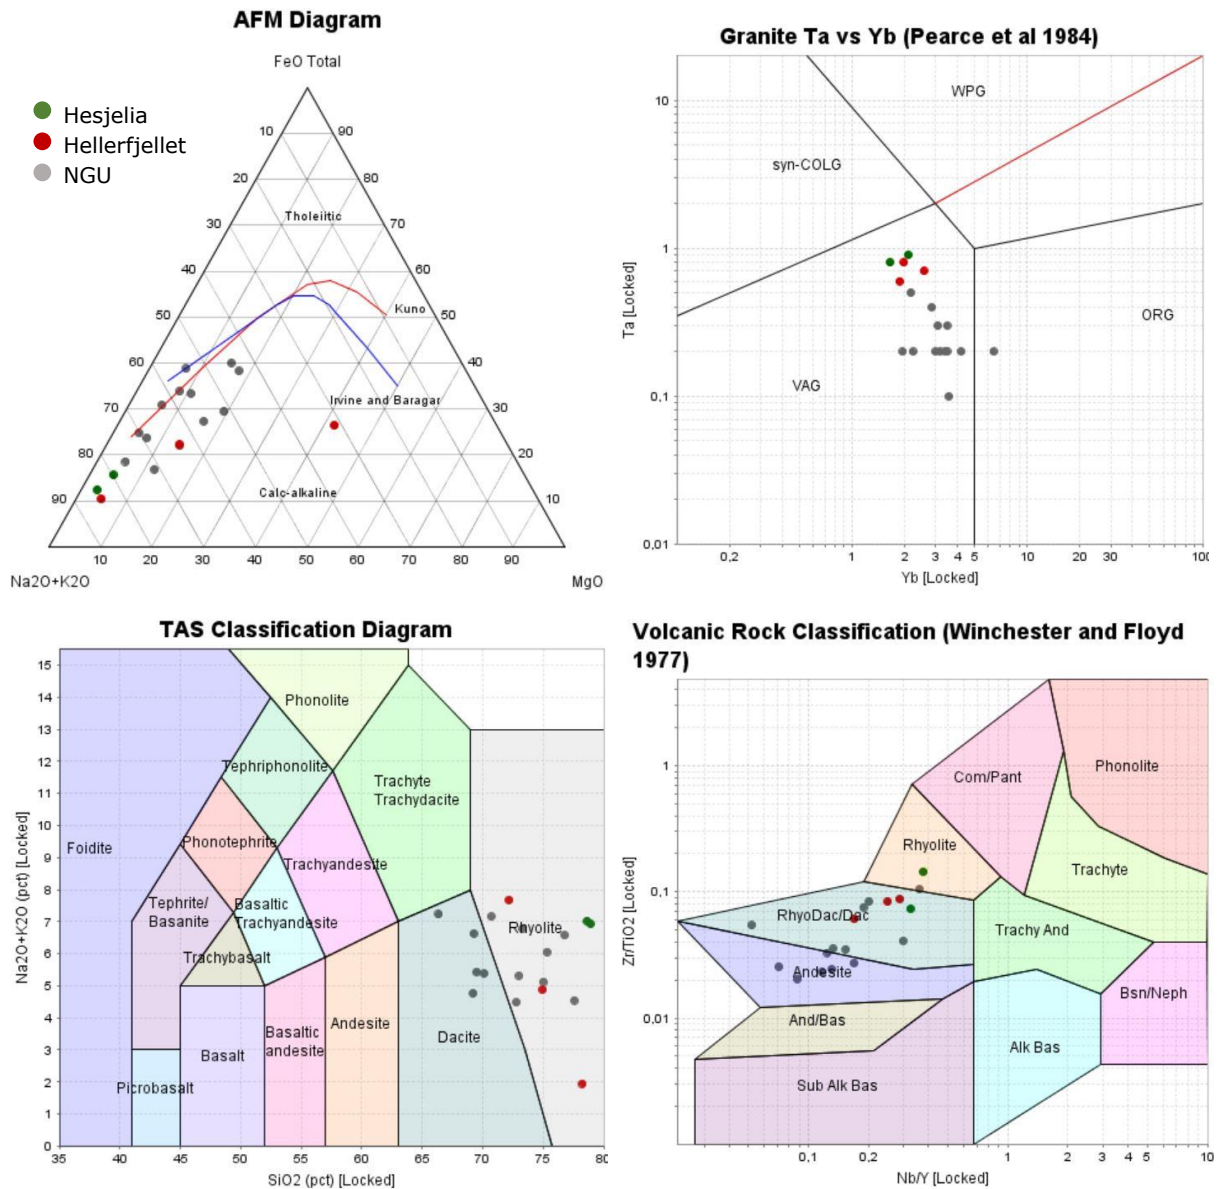 AFM Diagram
FeO Total
Hesjelia
Hellerfjellet
NGU
10
90
20
80
Tholeiitic
30
70
40
60
Kuno
50
50
60
40
Irvine and Baragar
70
30
80
20
Calc-alkaline
90
10
10 20 30 40 50 60 70 80 90
Na2O+K2O
MgO
Granite Ta vs Yb (Pearce et al 1984)
WPG
10
syn-COLG
1
ORG
VAG
0,1
0,01
Ta [Locked]
0,2 1 2 3 4 5 10 20 30 100
Yb [Locked]
TAS Classification Diagram
15
14
Phonolite
13
12
Tephriphonolite
Trachyte
Trachydacite
11
10
Foidite
Phonotephrite
9
Trachyandesite
8
Tephrite/
Basanite
Basaltic
Trachyandesite
7
Rhyolite
6
Trachybasalt
5
4
Basaltic
andesite
Andesite
Dacite
3
Basalt
2
Picrobasalt
1
0
Na2O+K2O (pct) [Locked]
35 40 45 50 55 60 65 70 75 80
SiO2 (pct) [Locked]
Volcanic Rock Classification (Winchester and Floyd
1977)
Com/Pant
Phonolite
1
Rhyolite
Trachyte
0,1
RhyoDac/Dac
Trachy And
Andesite
Bsn/Neph
0,01
And/Bas
Alk Bas
Sub Alk Bas
Zr/TiO2 [Locked]
0,1 0,2 1 2 3 4 5 10
Nb/Y [Locked]